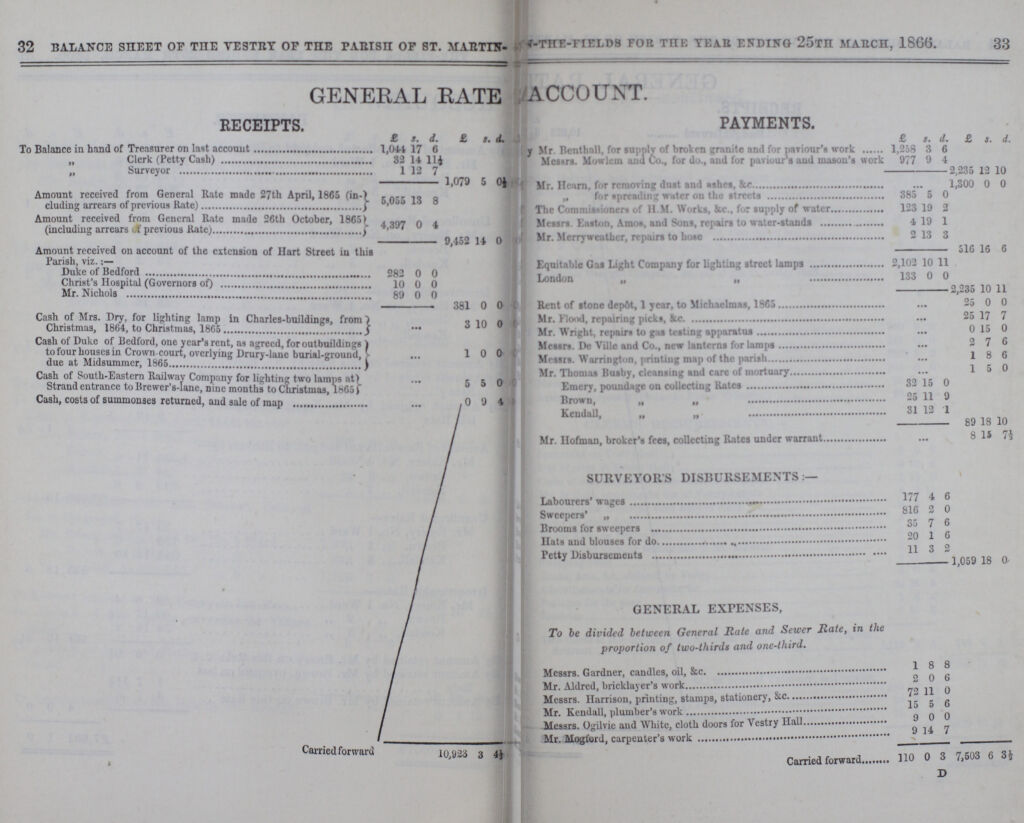 32 BALANCE SHEET OF THE VESTRY OF THE PARISH OF ST. MARTIN-
GENERAL RATE
RECEIPTS.
£ s. d. £ s. d.
To Balance in hand of Treasurer on last account 1,044 17 6
„ Clerk (Petty Cash) 32 14 11½
„ Surveyor 1 12 7
1,079 5 0½
Amount received from General Rate made 27th April, 1865 (in-
cluding arrears of previous Rate) 5,055 13 8
Amount received from General Rate made 26th October, 1865
(including arrears of previous Rate) 4,397 0 4
9,452 14 0
Amount received on account of the extension of Hart Street in this
Parish, viz. :—
Duke of Bedford 282 0 0
Christ's Hospital (Governors of) 10 0 0
Mr. Nichols 89 0 0
381 0 0
Cash of Mrs. Dry, for lighting lamp in Charles-buildings, from
Christmas, 1864, to Christmas, 1865 ... 3 10 0
Cash of Duke of Bedford, one year's rent, as agreed, for outbuildings
to four houses in Crown-court, overlying Drury-lane burial-ground,
due at Midsummer, 1865 ... 1 0 0
Cash of South-Eastern Railway Company for lighting two lamps at
Strand entrance to Brewer's-lane, nine months to Christmas, 1865 ... 5 5 0
Cash, costs of summonses returned, and sale of map ... 0 9 4
Carried forward 10,923 3 4½
-THE-FIELDS FOR THE YEAR ENDING 25TH MARCH, 1866. 33
ACCOUNT.
PAYMENTS.
£ s. d. £ s. d.
y Mr. Benthall, for supply of broken granite and for paviour's work 1,258 3 6
Messrs. Mowlem and Co., for do., and for paviour's and mason's work 977 9 4
2,235 12 10
Mr. Hearn, for removing dust and ashes, &c. ... 1,300 0 0
„ for spreading water on the streets 385 5 0
The Commissioners of H.M. Works, &c., for supply of water 123 19 2
Messrs. Easton, Amos, and Sons, repairs to water-stands 4 19 1
Mr. Merryweather, repairs to hose 2 13 3
516 16 6
Equitable Gas Light Company for lighting street lamps 2,102 10 11
London „ „ 133 0 0
2,235 10 11
Rent of stone depôt, 1 year, to Michaelmas, 1865 ... 25 0 0
Mr. Flood, repairing picks, &c. ... 25 17 7
Mr. Wright, repairs to gas testing apparatus ... 0 15 0
Messrs. De Ville and Co., new lanterns for lamps ... 2 7 6
Messrs. Warrington, printing map of the parish ... 1 8 6
Mr. Thomas Busby, cleansing and care of mortuary ... 1 5 0
Emery, poundage on collecting Rates 32 15 0
Brown, „ „ 25 11 9
Kendall, „ „ 31 12 1
89 18 10
Mr. Hofman, broker's fees, collecting Rates under warrant ... 8 15 7½
SURVEYOR'S DISBURSEMENTS:—
Labourers' wages 177 4 6
Sweepers' „ 816 2 0
Brooms for sweepers 35 7 6
Hats and blouses for do. 20 1 6
Petty Disbursements 11 3 2
1,059 18 0
GENERAL EXPENSES,
To be divided between General Rate and Sewer Rate, in the
proportion of two-thirds and one-third.
Messrs. Gardner, candles, oil, &c. 1 8 8
Mr. Aldred, bricklayer's work 2 0 6
Messrs. Harrison, printing, stamps, stationery, &c. 72 11 0
Mr. Kendall, plumber's work 15 5 6
Messrs. Ogilvie and White, cloth doors for Vestry Hall 9 0 0
Mr. Mogford, carpenter's work 9 14 7
Carried forward 110 0 3 7,503 6 3½
D